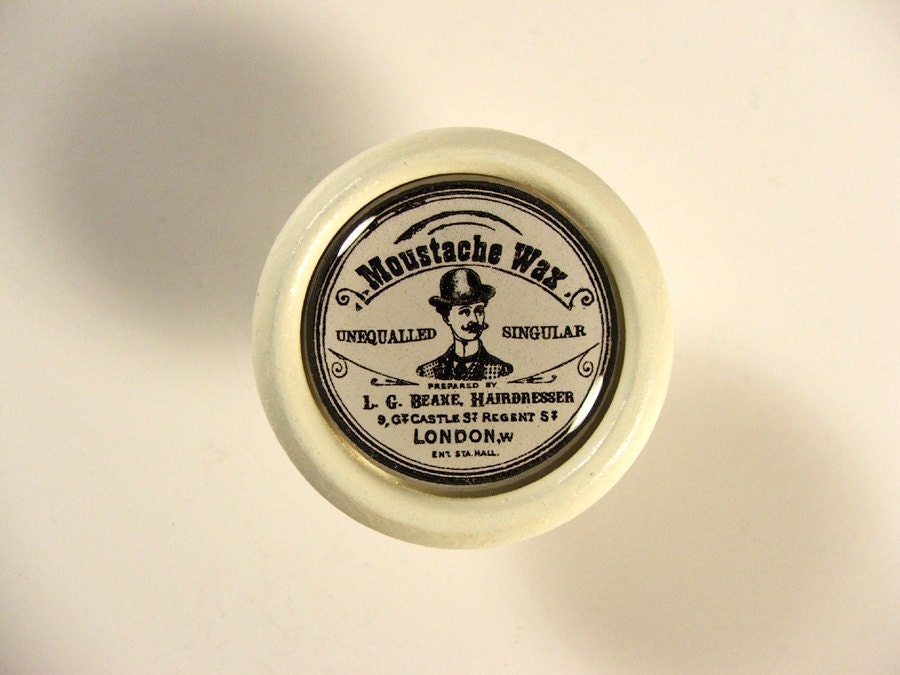 Moustache Wax
UNEQUALLED SINGULAR
PREPARED BY
L. G. BEAKE, HAIRDRESSER
9, GT CASTLE ST REGENT ST
LONDON, W
ENT. STA. HALL.